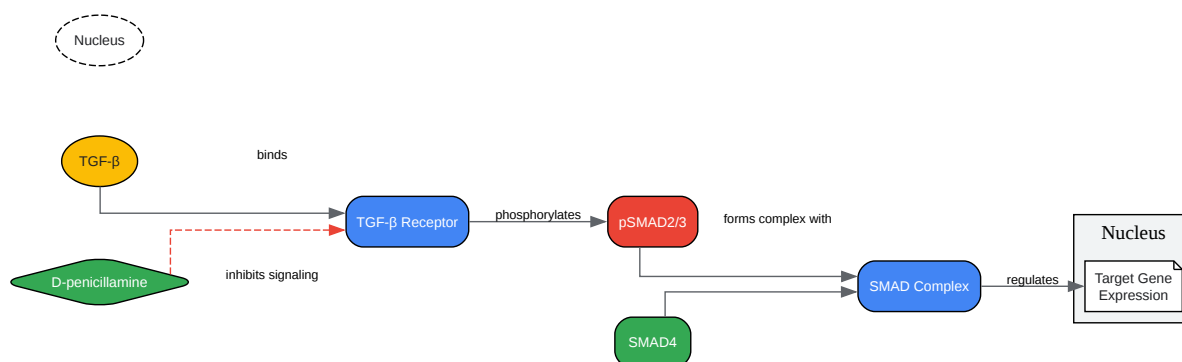 Nucleus
TGF-β
binds
TGF-β Receptor
phosphorylates
pSMAD2/3
forms complex with
Nucleus
D-penicillamine
inhibits signaling
SMAD Complex
regulates
Target Gene
Expression
SMAD4